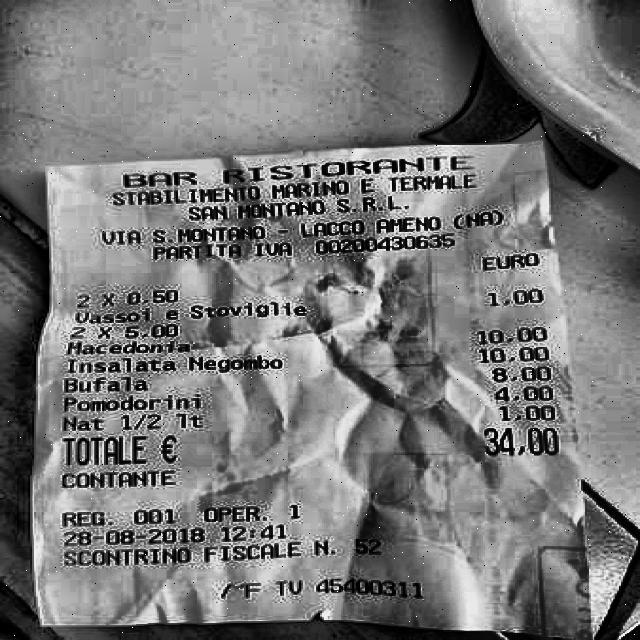 BAR RISTORANTE
STABILIMENTO MARINO E TERMALE
SAN MONTANO S.R.L.
VIA S.MONTANO - LACCO AMENO (NA)
PARTITA IVA 00200430635
EURO
2 X 0.50
Vassoi e Stoviglie 1.00
2 X 5.00
Macedonia 10.00
Insalata Negombo 10.00
Bufala 8.00
Pomodorini 4.00
Nat 1/2 lt 1.00
TOTALE € 34,00
CONTANTE
REG. 001 OPER. 1
28-08-2018 12:41
SCONTRINO FISCALE N. 52
TV 45400311